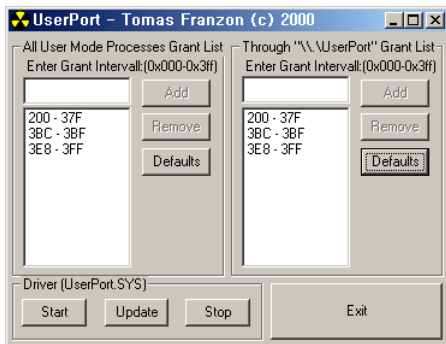 UserPort - Tomas Franzon (c) 2000
All User Mode Processes Grant List
Enter Grant Intervall:(0x000-0x3ff)
Add
200 - 37F
3BC - 3BF
3E8 - 3FF
Remove
Defaults
Through "\\.\UserPort" Grant List
Enter Grant Intervall:(0x000-0x3ff)
Add
200 - 37F
3BC - 3BF
3E8 - 3FF
Remove
Defaults
Driver (UserPort.SYS)
Start
Update
Stop
Exit